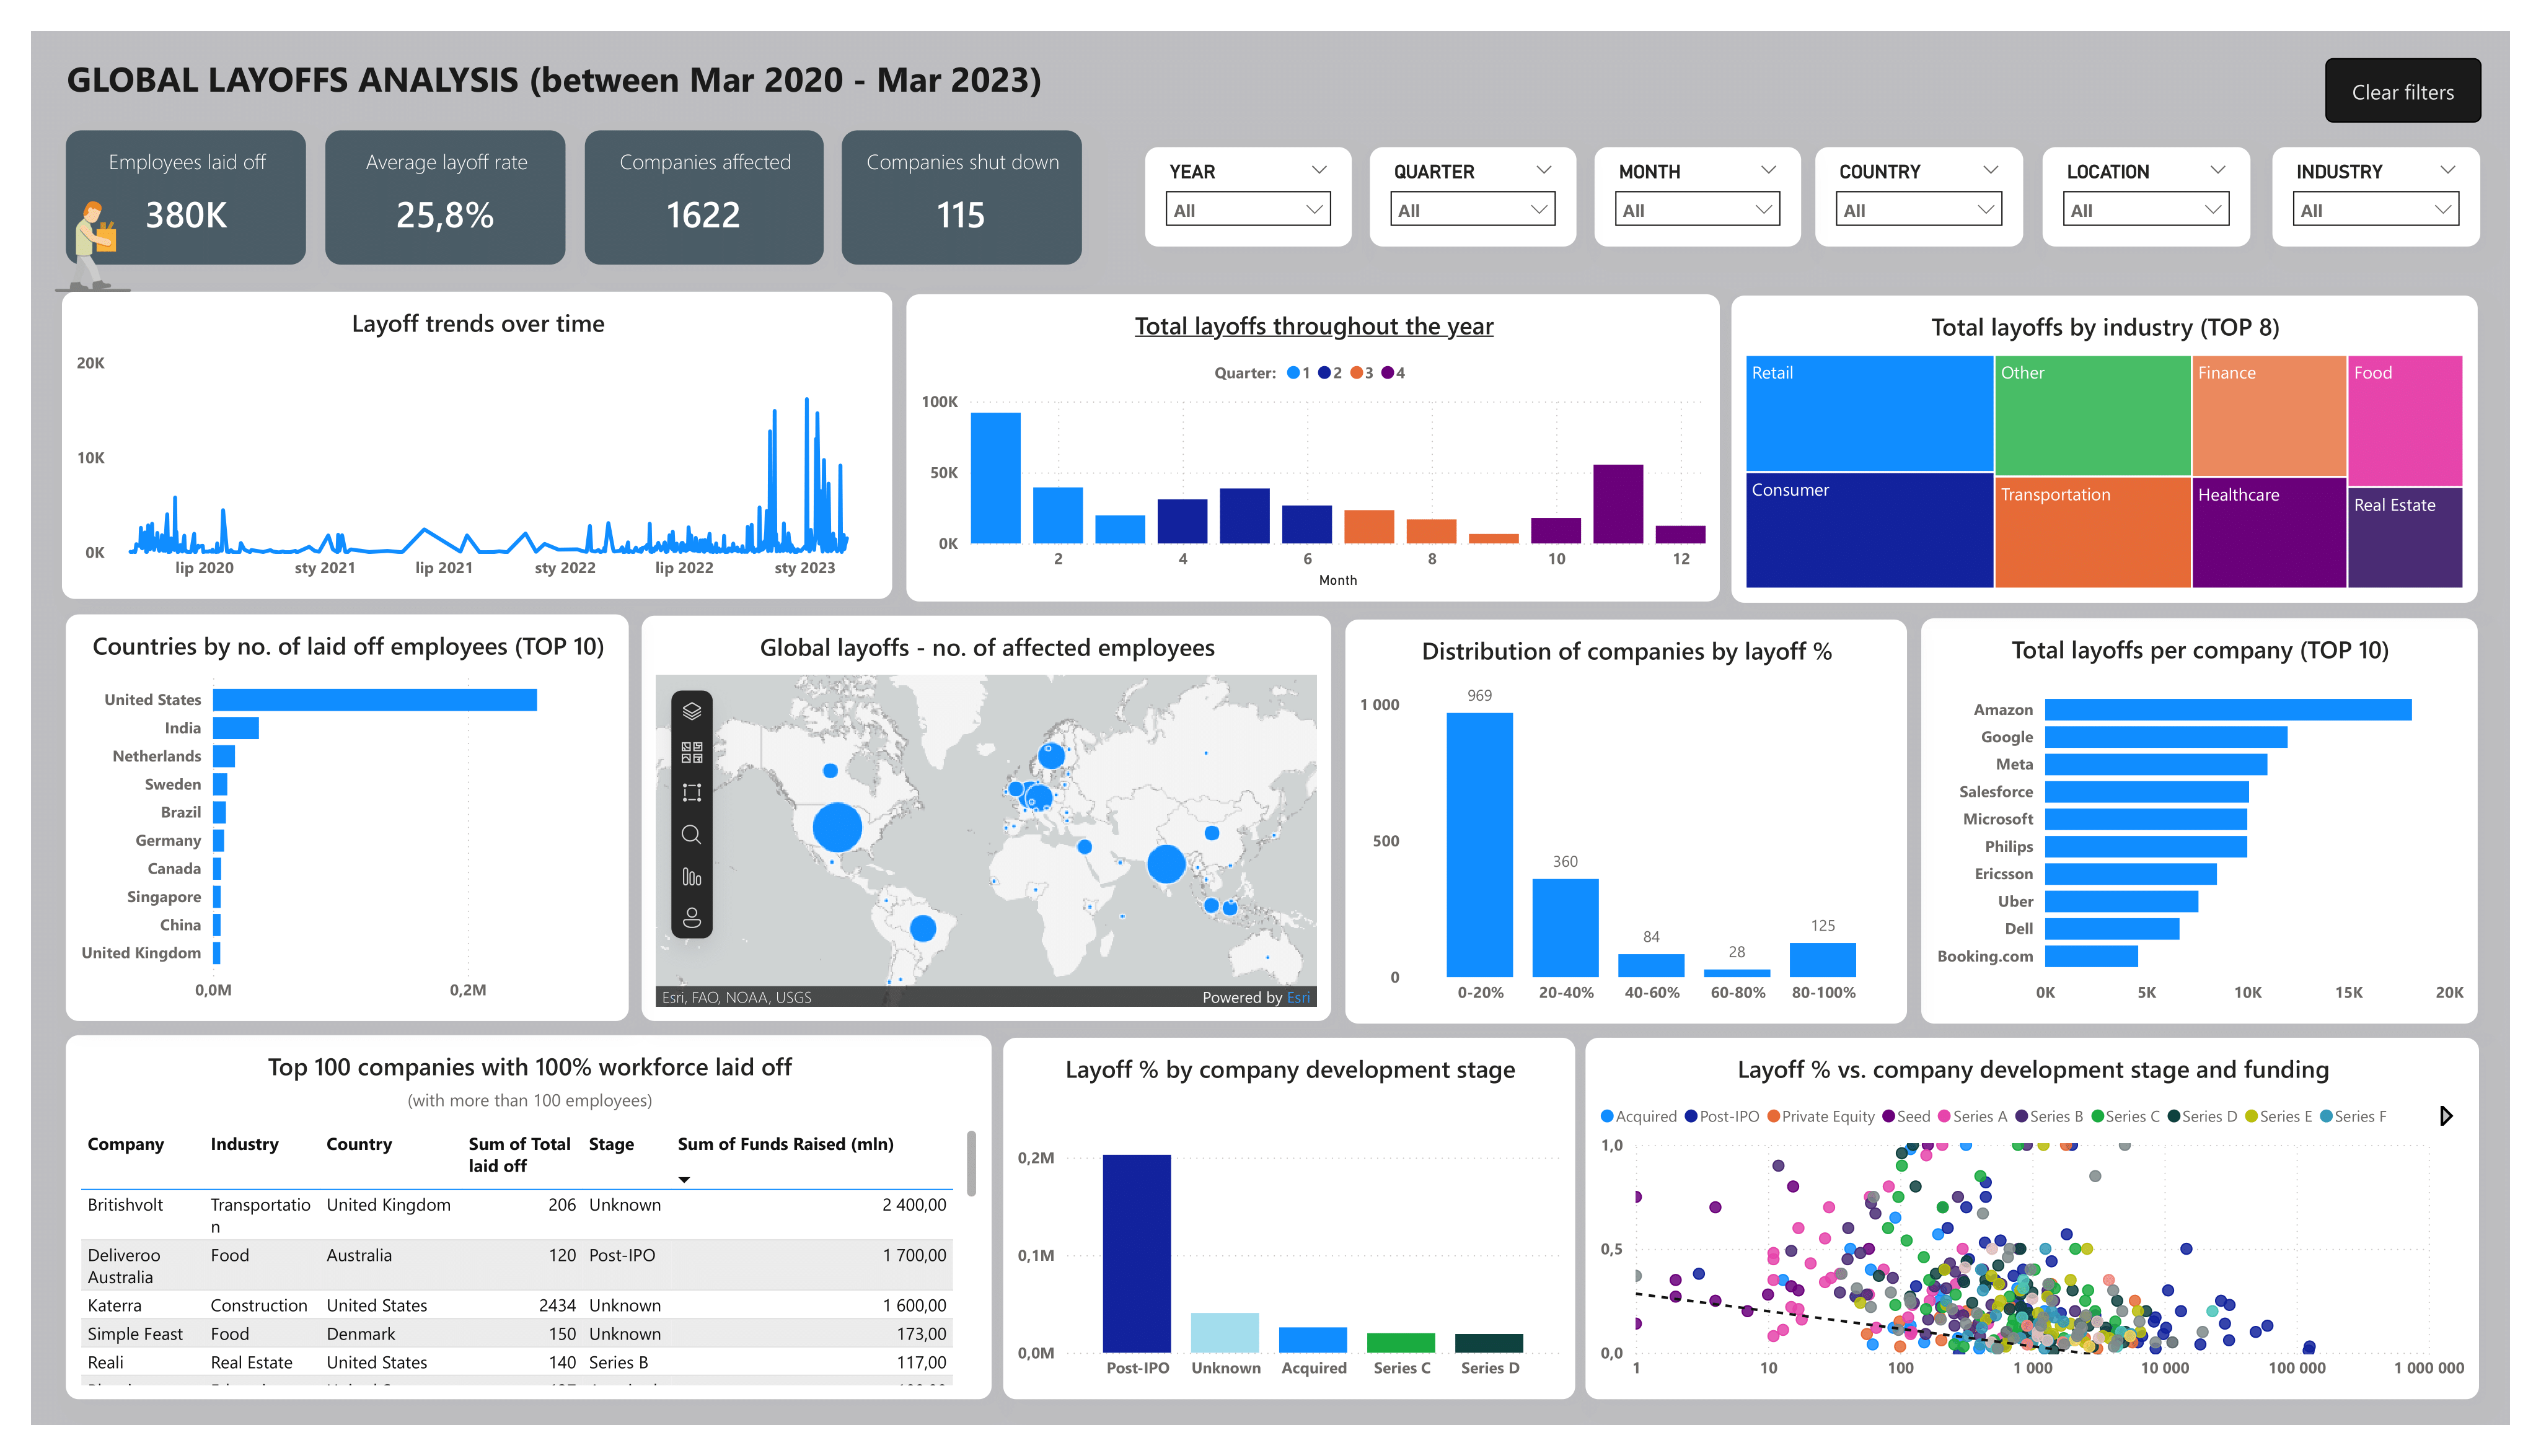 GLOBAL LAYOFFS ANALYSIS (between Mar 2020 - Mar 2023)
Clear filters
Employees laid off
380K
Average layoff rate
25,8%
Companies affected
1622
Companies shut down
115
YEAR
All
QUARTER
All
MONTH
All
COUNTRY
All
LOCATION
All
INDUSTRY
All
Layoff trends over time
20K
10K
0K
lip 2020 sty 2021 lip 2021 sty 2022 lip 2022 sty 2023
Total layoffs throughout the year
Quarter: 1 2 3 4
100K
50K
0K
2 4 6 8 10 12
Month
Total layoffs by industry (TOP 8)
Retail
Other
Finance
Food
Consumer
Transportation
Healthcare
Real Estate
Countries by no. of laid off employees (TOP 10)
United States
India
Netherlands
Sweden
Brazil
Germany
Canada
Singapore
China
United Kingdom
0,0M 0,2M
Global layoffs - no. of affected employees
Esri, FAO, NOAA, USGS
Powered by Esri
Distribution of companies by layoff %
1 000
500
0
969
360
84
28
125
0-20% 20-40% 40-60% 60-80% 80-100%
Total layoffs per company (TOP 10)
Amazon
Google
Meta
Salesforce
Microsoft
Philips
Ericsson
Uber
Dell
Booking.com
0K 5K 10K 15K 20K
Top 100 companies with 100% workforce laid off
(with more than 100 employees)
Company Industry Country Sum of Total Stage Sum of Funds Raised (mln)
laid off
Britishvolt Transportatio United Kingdom 206 Unknown 2 400,00
n
Deliveroo Food Australia 120 Post-IPO 1 700,00
Australia
Katerra Construction United States 2434 Unknown 1 600,00
Simple Feast Food Denmark 150 Unknown 173,00
Reali Real Estate United States 140 Series B 117,00
Layoff % by company development stage
0,2M
0,1M
0,0M
Post-IPO Unknown Acquired Series C Series D
Layoff % vs. company development stage and funding
Acquired Post-IPO Private Equity Seed Series A Series B Series C Series D Series E Series F
1,0
0,5
0,0
1 10 100 1 000 10 000 100 000 1 000 000